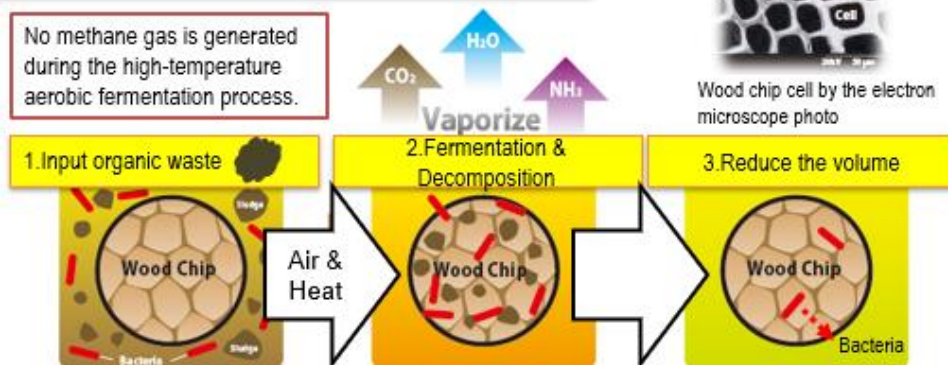 No methane gas is generated
during the high-temperature
aerobic fermentation process.
CO2
H2O
NH3
Vaporize
Cell
Wood chip cell by the electron
microscope photo
1.Input organic waste
2.Fermentation &
Decomposition
3.Reduce the volume
Sludge
Wood Chip
Bacteria
Sludge
Air &
Heat
Wood Chip
Wood Chip
Bacteria